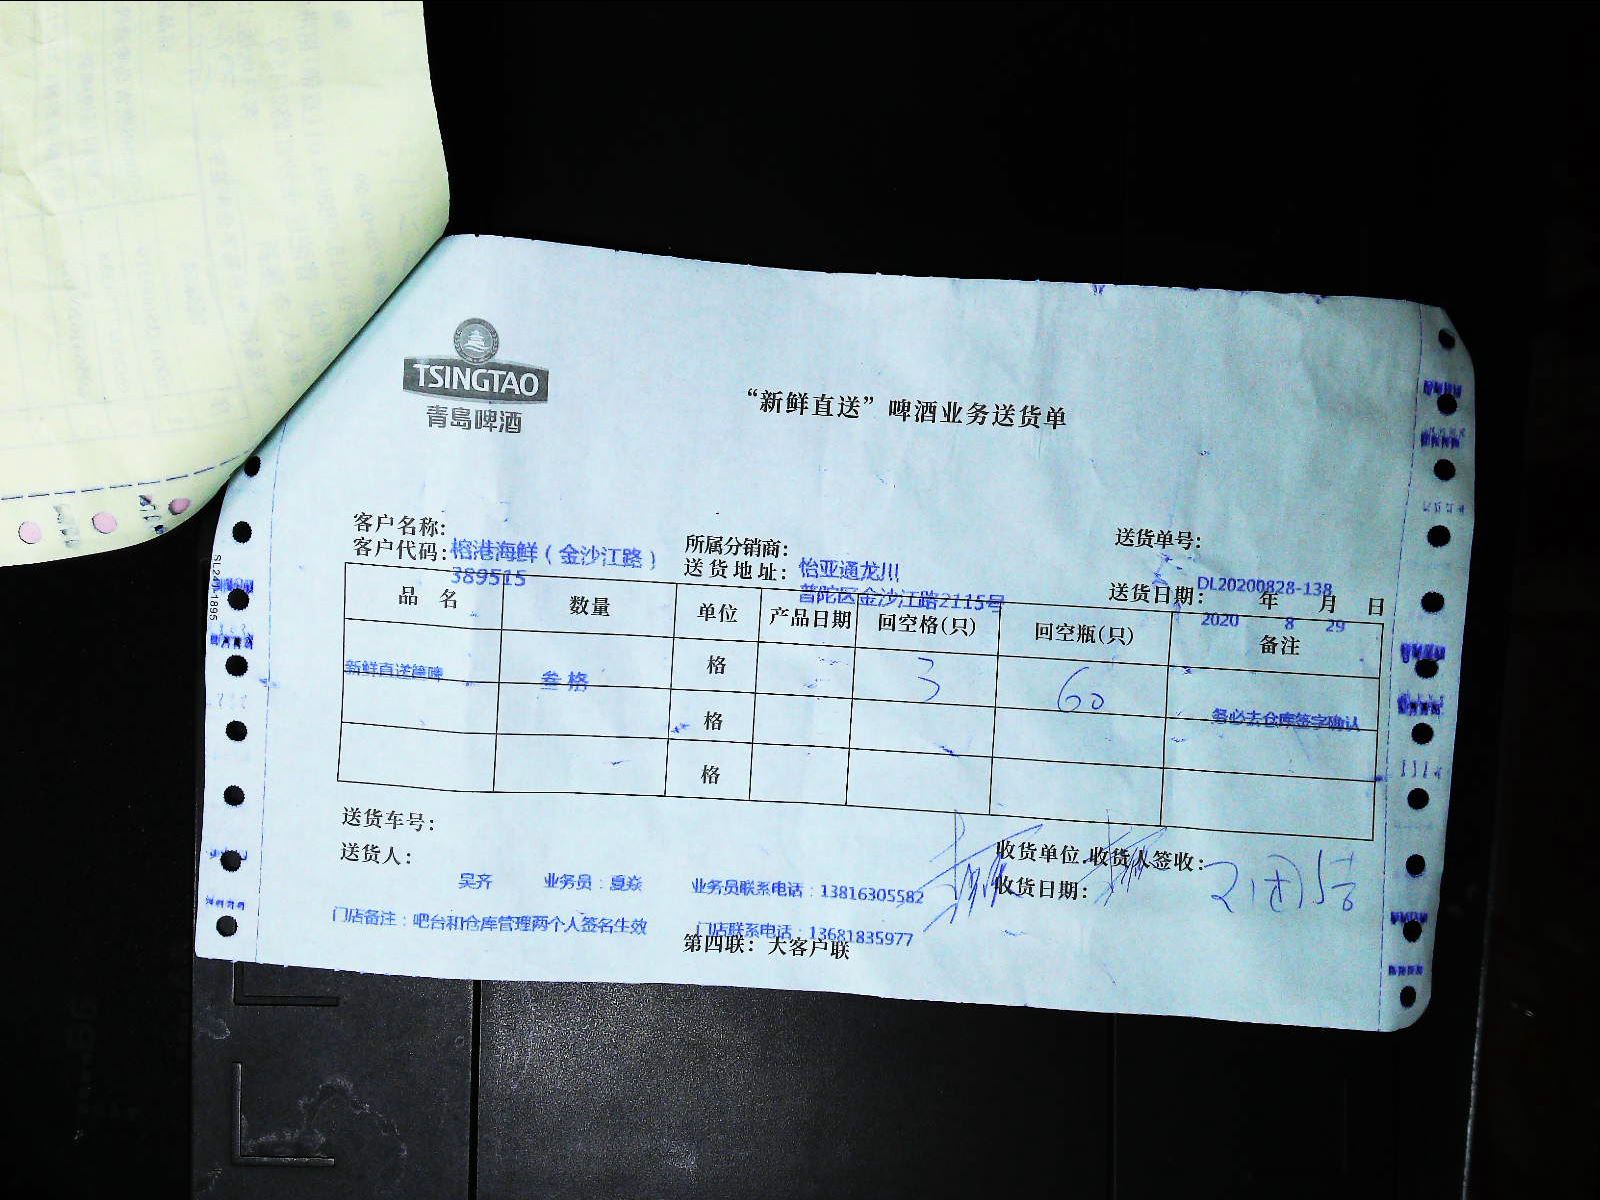 TSINGTAO
青岛啤酒
“新鲜直送”啤酒业务送货单
客户名称:
客户代码: 榕港海鲜（金沙江路）
389515
所属分销商:
送货地址: 怡亚通龙川
普陀区金沙江路2115号
送货单号:
DL20200828-138
送货日期: 年 月 日
2020 8 29
品 名 数量 单位 产品日期 回空格(只) 回空瓶(只) 备注
新鲜直送 叁格 格 3 60 务必去仓库签字确认
格
格
送货车号:
送货人: 吴齐 业务员：夏焱 业务员联系电话：13816305582
收货单位.收货人签收:
收货日期:
门店备注：吧台和仓库管理两个人签名生效 门店联系电话：13681835977
第四联: 大客户联
SL241-1895